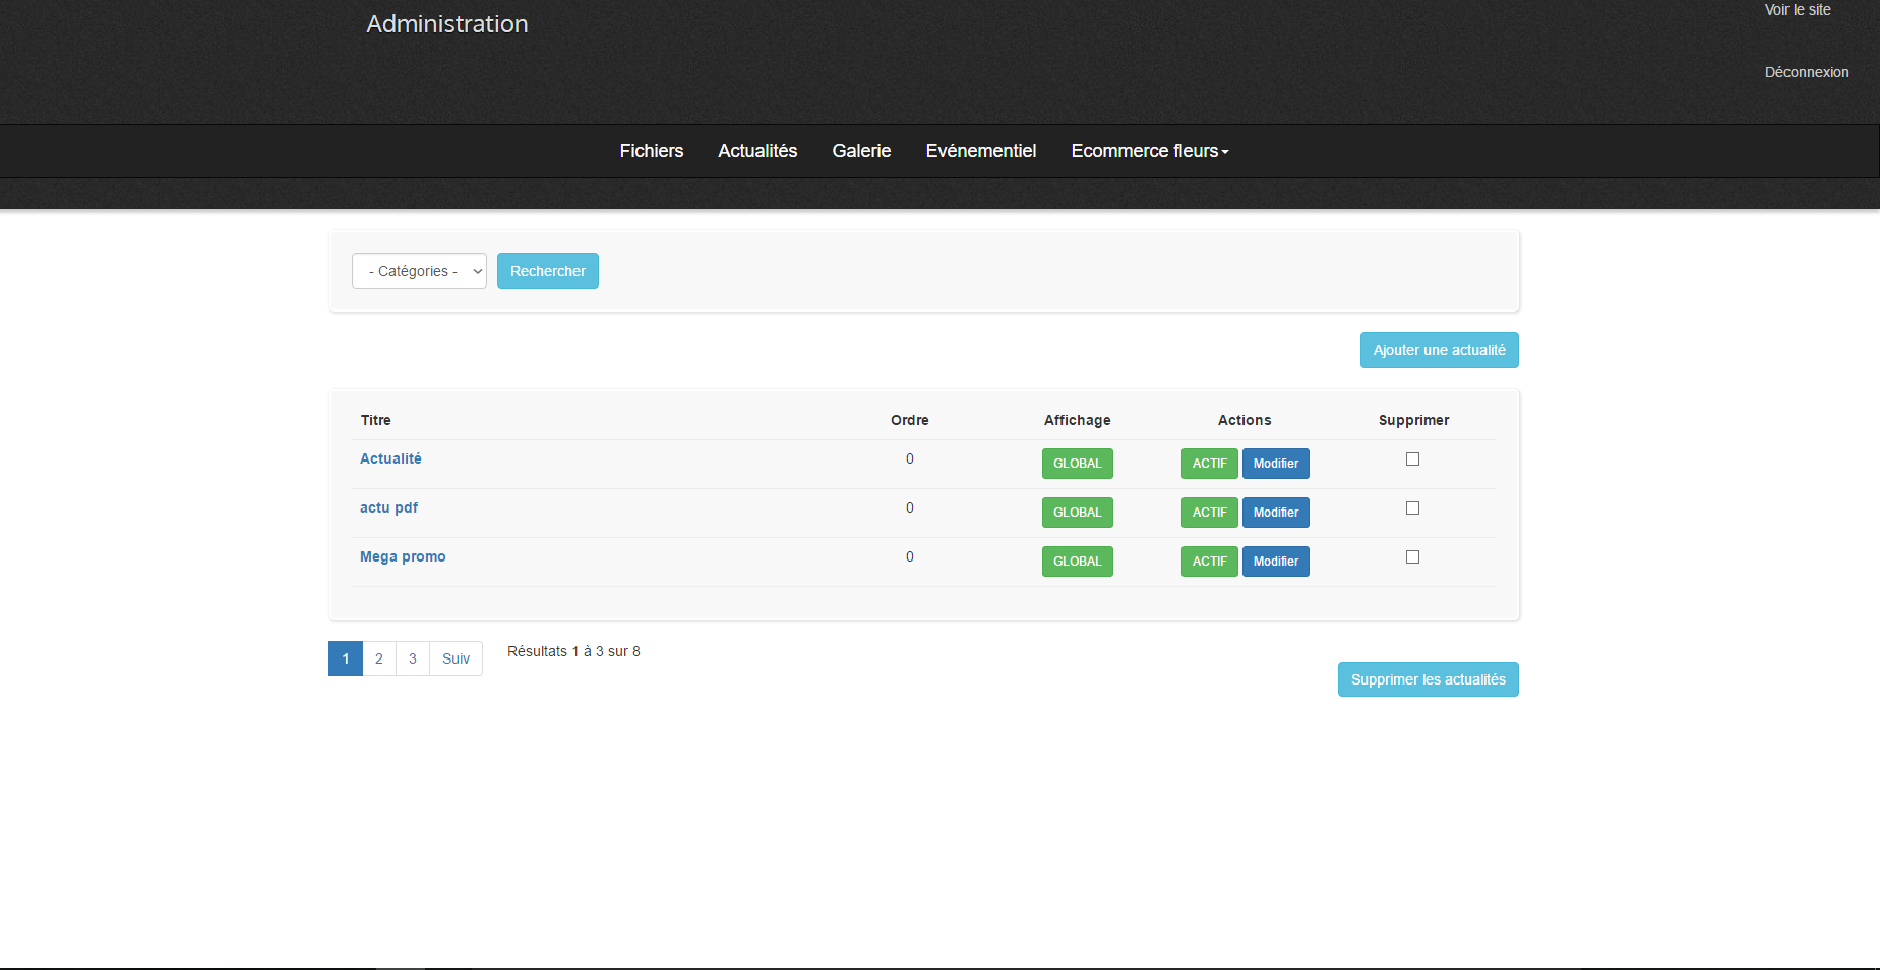 Administration
Voir le site
Déconnexion
Fichiers Actualités Galerie Evénementiel Ecommerce fleurs
- Catégories - Rechercher
Ajouter une actualité
Titre Ordre Affichage Actions Supprimer
Actualité 0 GLOBAL ACTIF Modifier
actu pdf 0 GLOBAL ACTIF Modifier
Mega promo 0 GLOBAL ACTIF Modifier
1 2 3 Suiv Résultats 1 à 3 sur 8
Supprimer les actualités